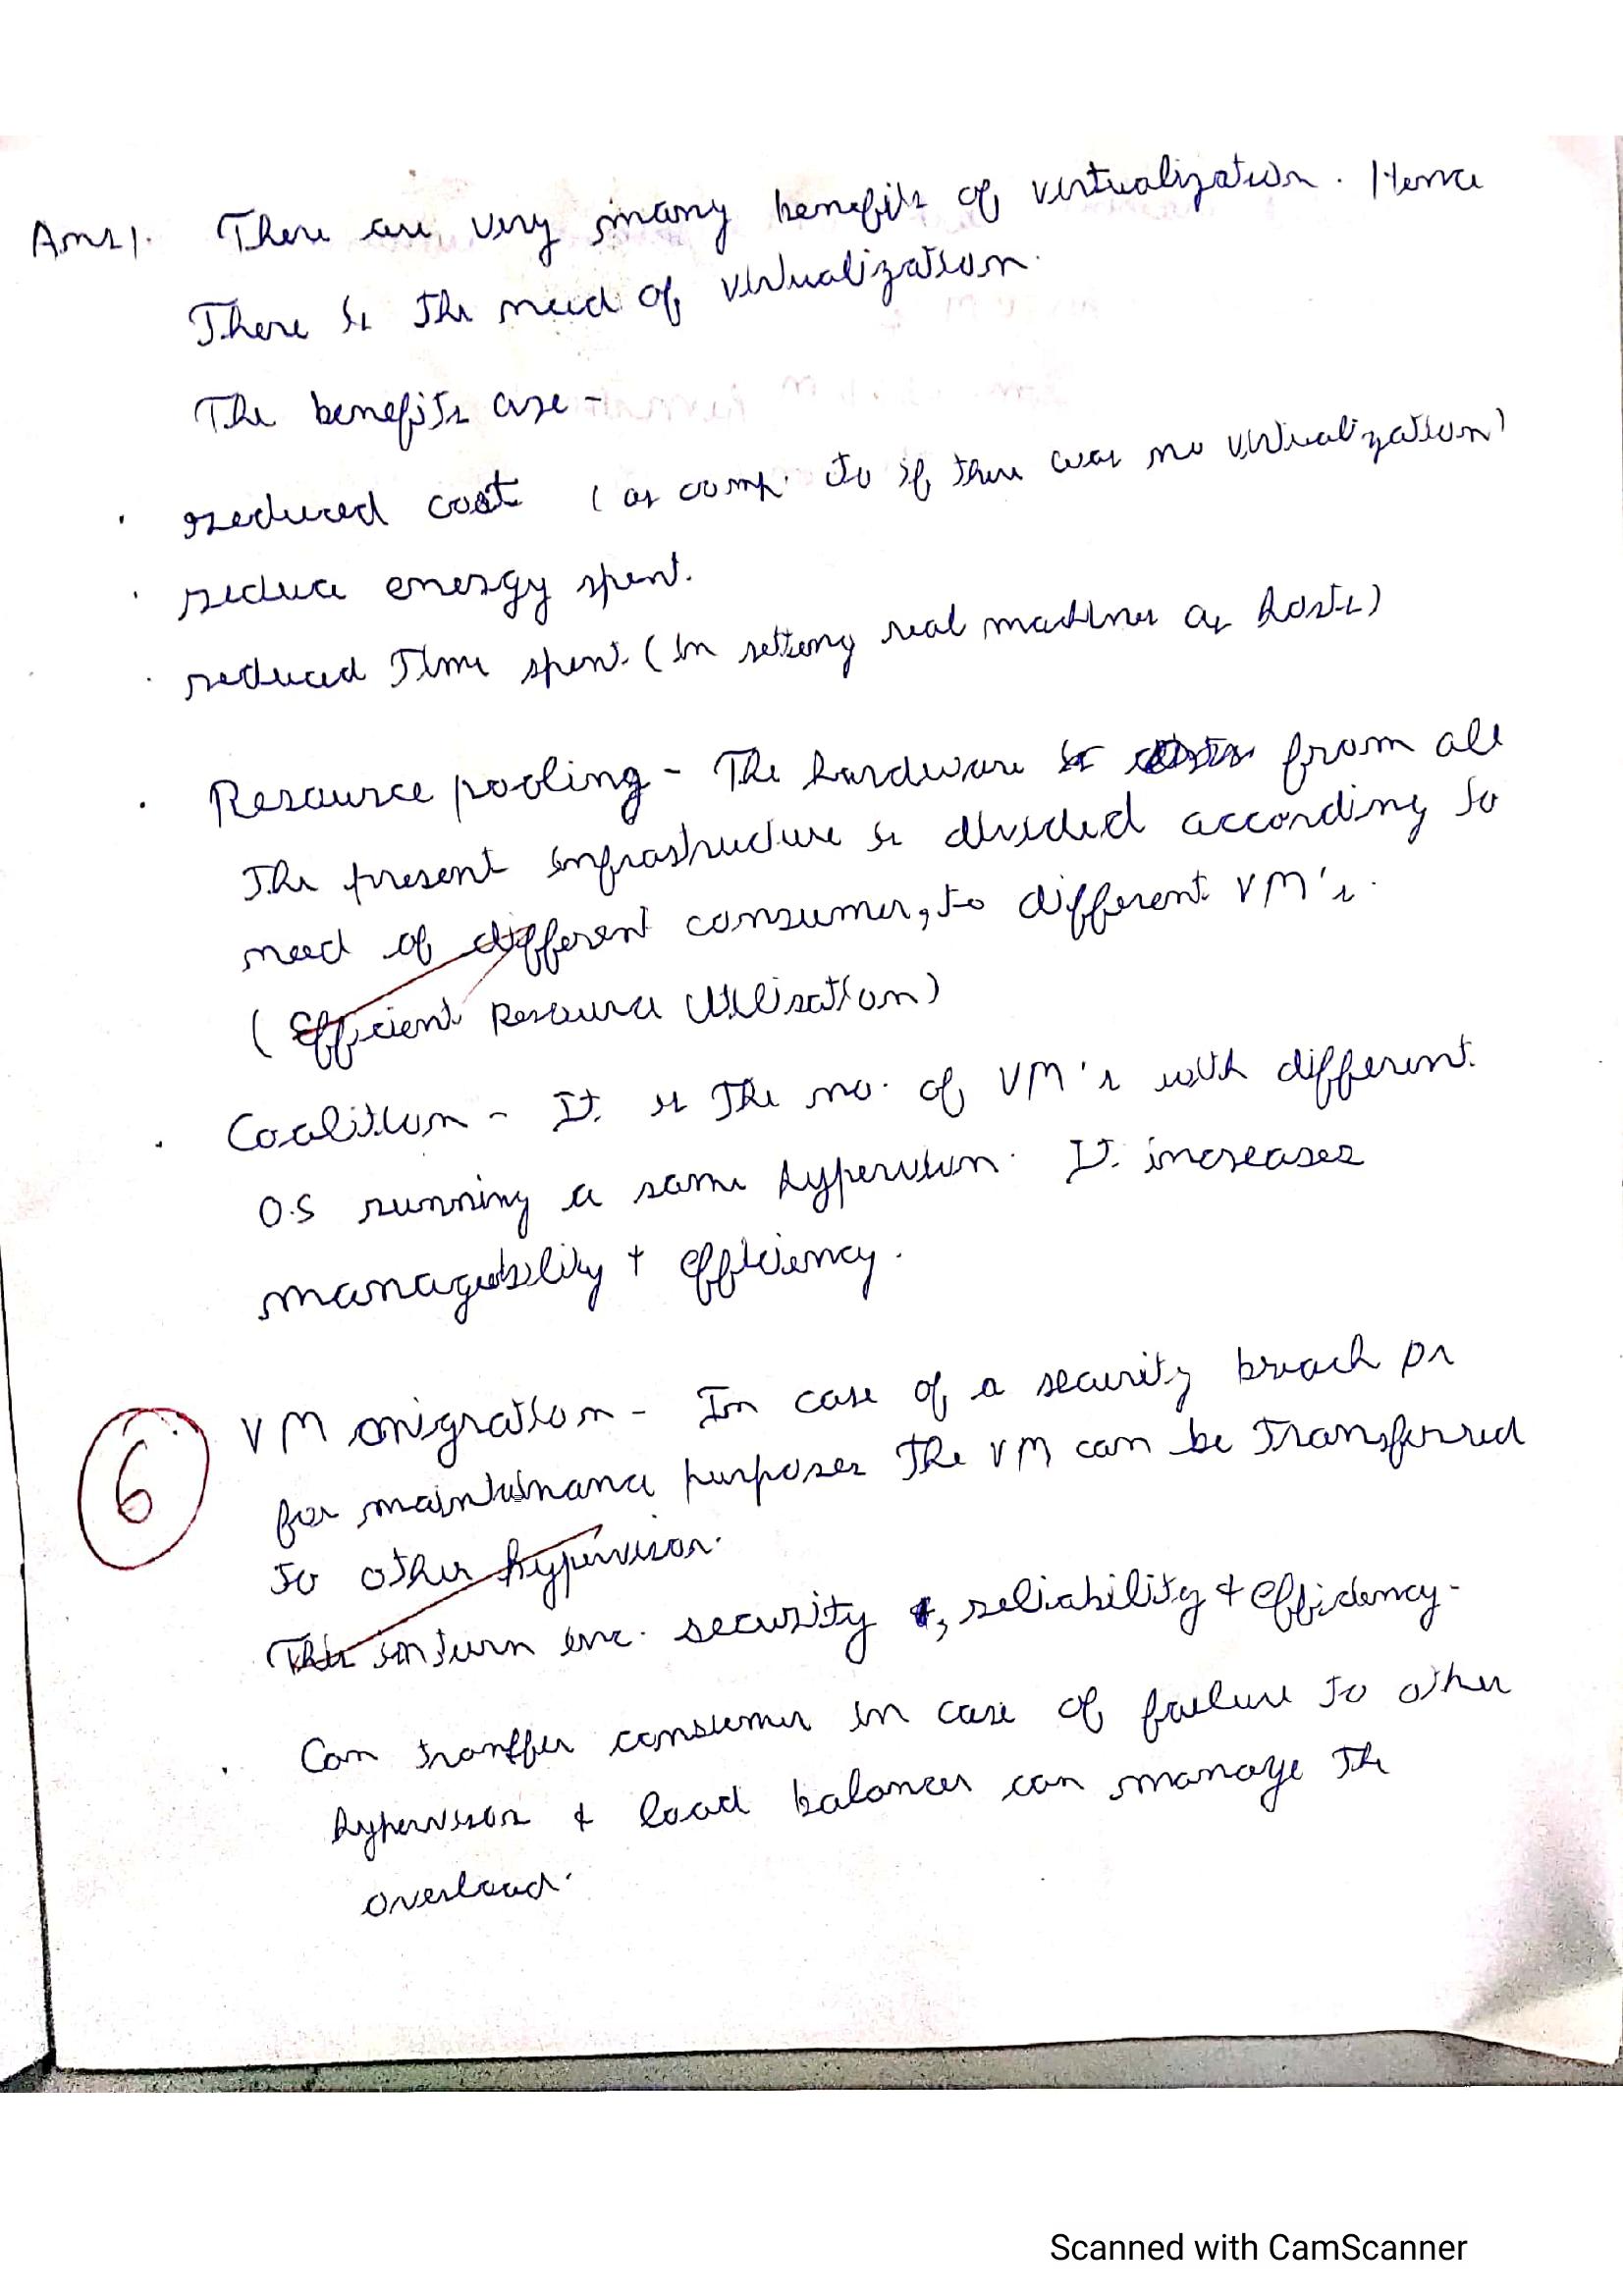 Ans1. There are very many benefits of virtualization. Hence
There is the need of virtualization.
The benefits are -
· reduced cost (as comp. to if there was no virtualization)
· reduce energy spent.
· reduced time spent. (In setting real machines as hosts)
· Resource pooling - The hardware from all
the present infrastructure is divided according to
need of different consumer, to different VM's.
(Efficient Resource Utilisation)
· Coalition - It is the no. of VM's with different
O.S running a same hypervisor. It increases
managability + efficiency.
6
VM migration - In case of a security breach or
for maintainance purposes the VM can be transferred
to other hypervisor.
This inturn inc. security, reliability + efficiency.
· Can transfer consumer in case of failure to other
hypervisor & load balancer can manage the
overload.
Scanned with CamScanner